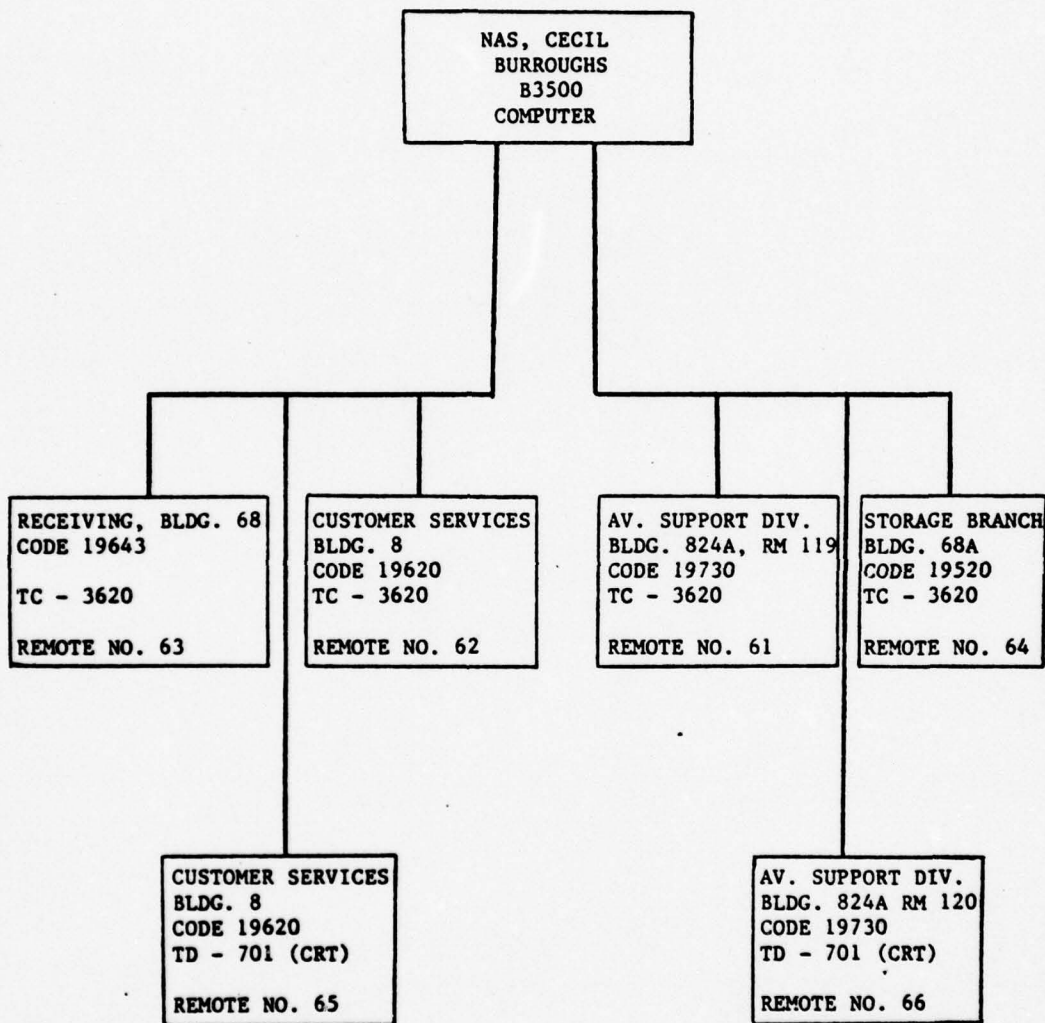 NAS, CECIL
BURROUGHS
B3500
COMPUTER
RECEIVING, BLDG. 68
CODE 19643
TC - 3620
REMOTE NO. 63
CUSTOMER SERVICES
BLDG. 8
CODE 19620
TC - 3620
REMOTE NO. 62
AV. SUPPORT DIV.
BLDG. 824A, RM 119
CODE 19730
TC - 3620
REMOTE NO. 61
STORAGE BRANCH
BLDG. 68A
CODE 19520
TC - 3620
REMOTE NO. 64
CUSTOMER SERVICES
BLDG. 8
CODE 19620
TD - 701 (CRT)
REMOTE NO. 65
AV. SUPPORT DIV.
BLDG. 824A RM 120
CODE 19730
TD - 701 (CRT)
REMOTE NO. 66